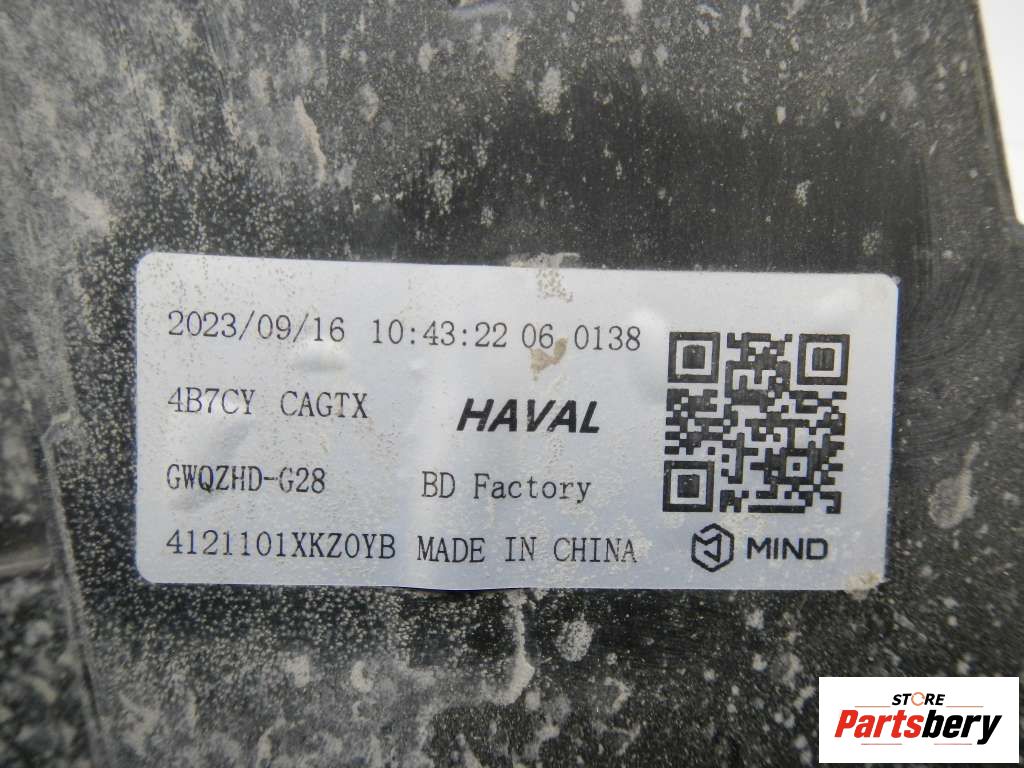 2023/09/16 10:43:22 06 0138
4B7CY CAGTX
HAVAL
GWQZHD-G28 BD Factory
4121101XKZ0YB MADE IN CHINA
MIND
STORE
Partsbery